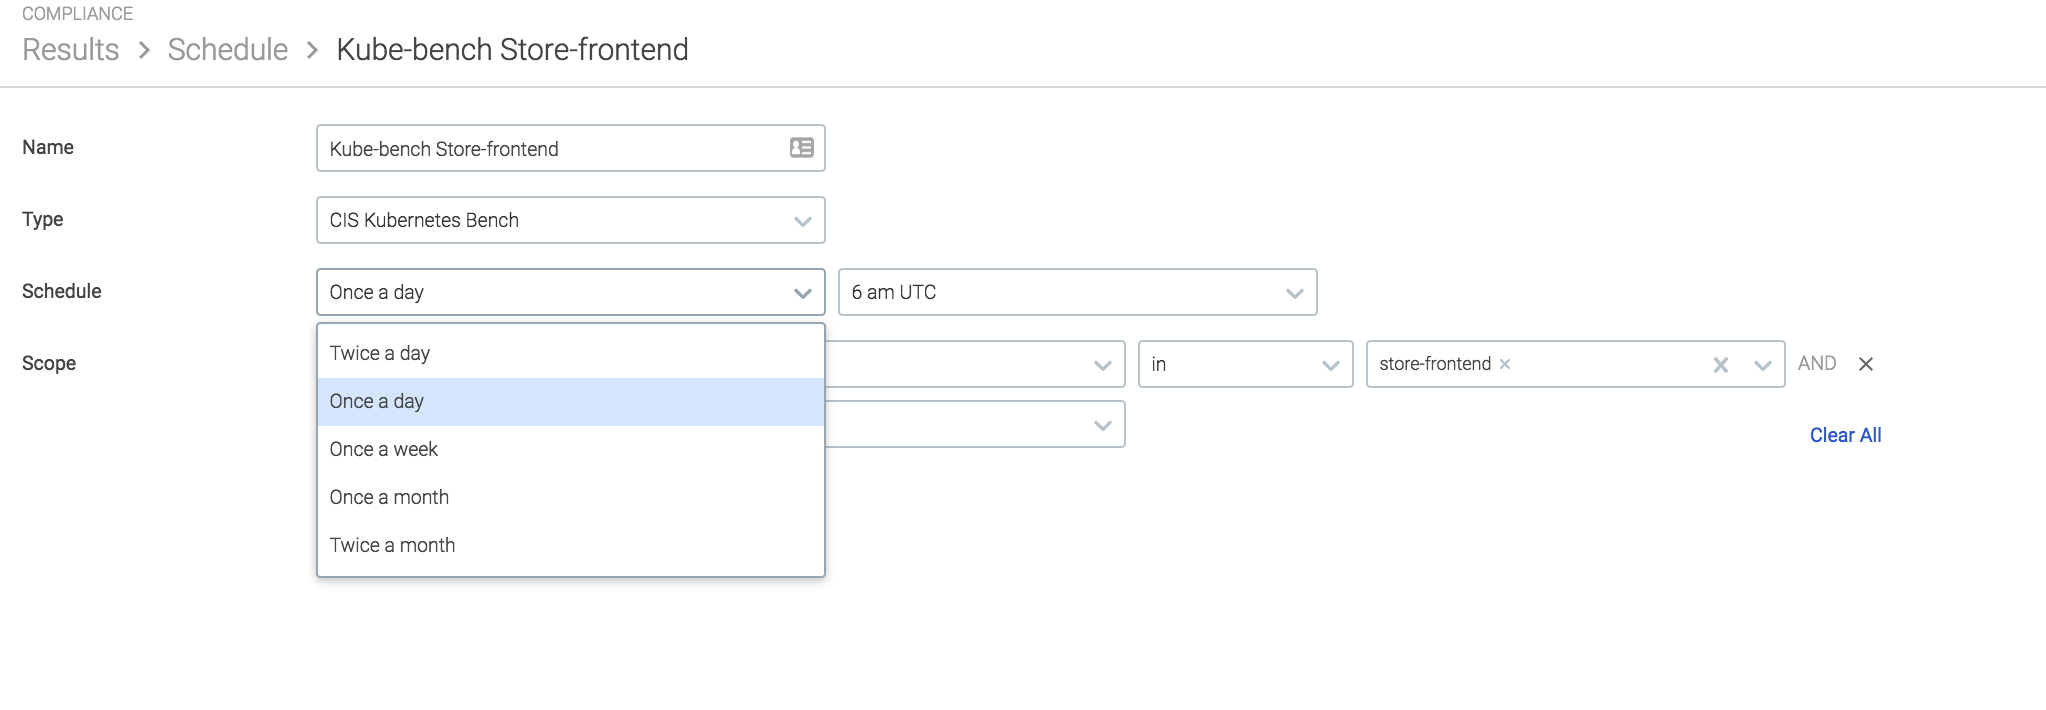 COMPLIANCE
Results > Schedule > Kube-bench Store-frontend
Name
Kube-bench Store-frontend
Type
CIS Kubernetes Bench
Schedule
Once a day
6 am UTC
Twice a day
Once a day
Once a week
Once a month
Twice a month
Scope
in
store-frontend ×
AND
Clear All